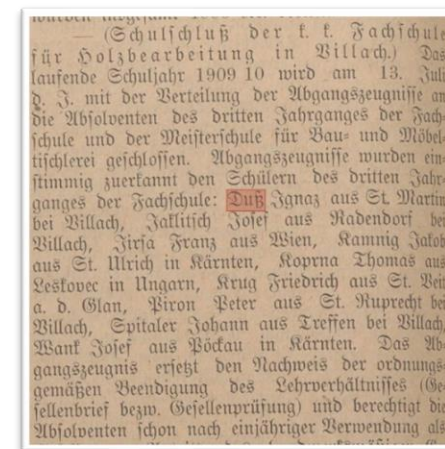 — (Schulschluß der k. k. Fachschule
für Holzbearbeitung in Villach.) Das
laufende Schuljahr 1909 10 wird am 13. Juli
d. J. mit der Verteilung der Abgangszeugnisse an
die Absolventen des dritten Jahrganges der Fach-
schule und der Meisterschule für Bau- und Möbel-
tischlerei geschlossen. Abgangszeugnisse wurden ein-
stimmig zuerkannt den Schülern des dritten Jahr-
ganges der Fachschule: Duß Ignaz aus St. Martin
bei Villach, Jaklitsch Josef aus Radendorf bei
Villach, Jirsa Franz aus Wien, Kamnig Jakob
aus St. Ulrich in Kärnten, Koprna Thomas aus
Leskovec in Ungarn, Krug Friedrich aus St. Veit
a. d. Glan, Piron Peter aus St. Ruprecht bei
Villach, Spitaler Johann aus Treffen bei Villach,
Wank Josef aus Pöckau in Kärnten. Das Ab-
gangszeugnis ersetzt den Nachweis der ordnungs-
gemäßen Beendigung des Lehrverhältnisses (Ge-
sellenbrief bezw. Gesellenprüfung) und berechtigt die
Absolventen schon nach einjähriger Verwendung als